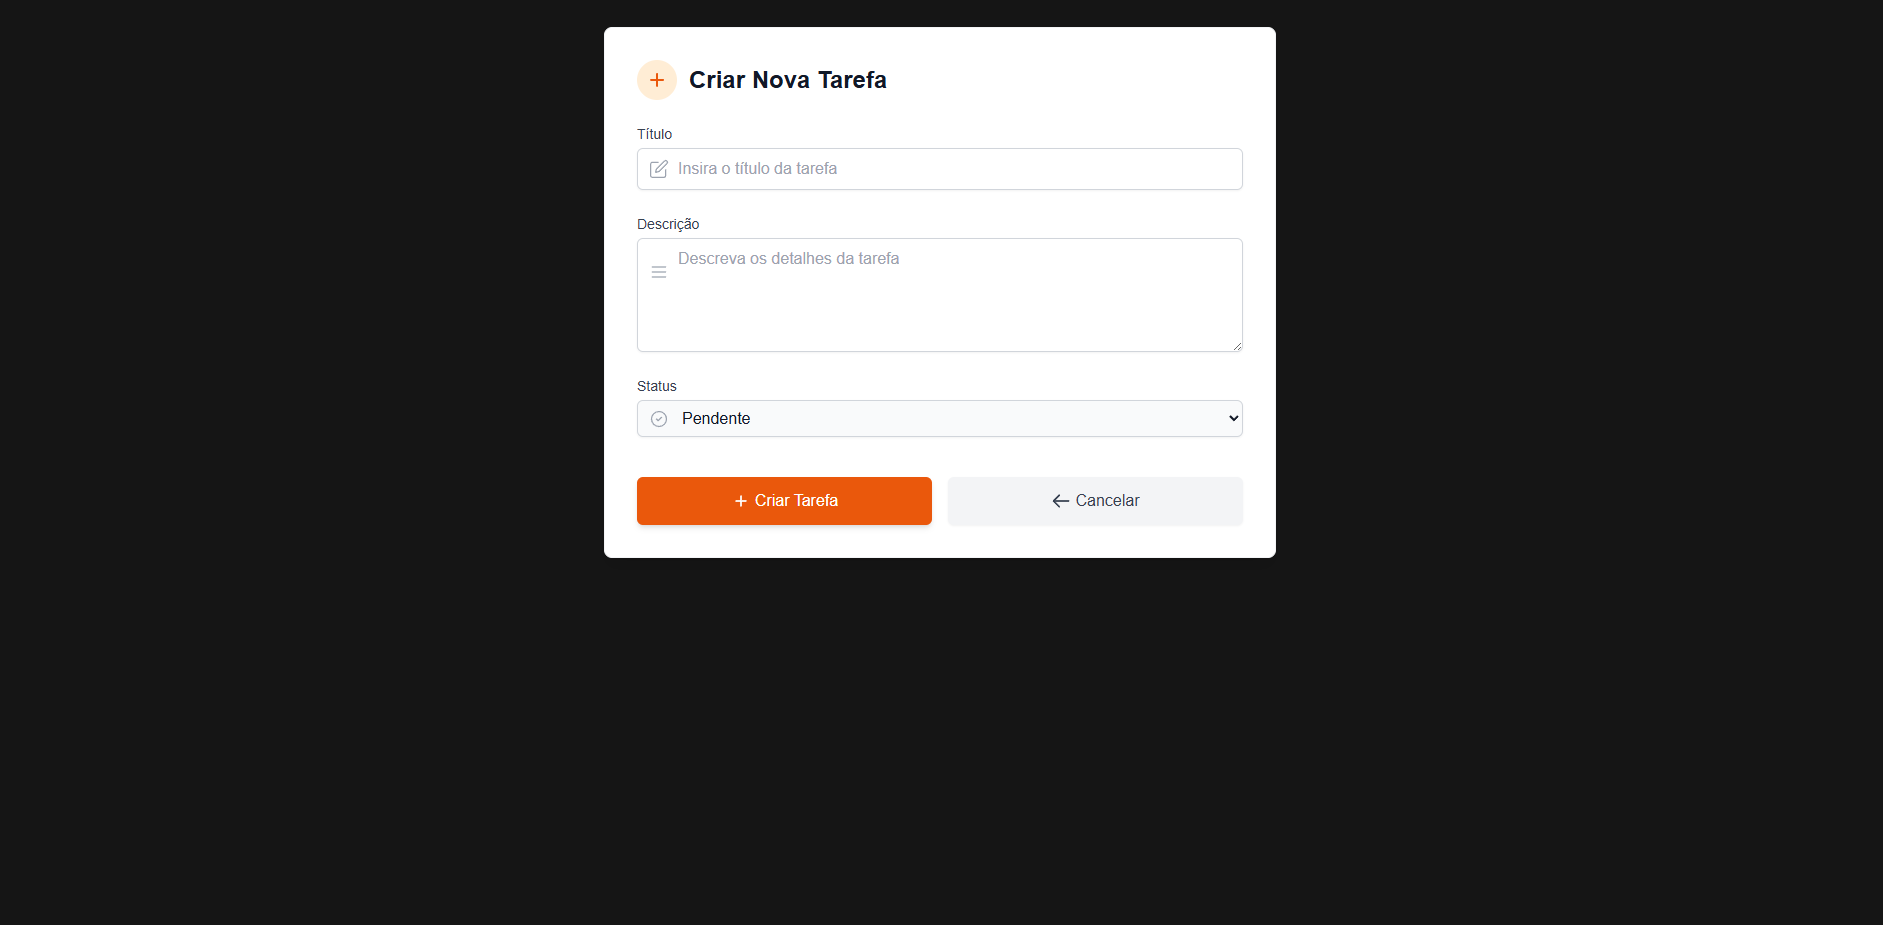 Criar Nova Tarefa
Título
Insira o título da tarefa
Descrição
Descreva os detalhes da tarefa
Status
Pendente
Criar Tarefa
Cancelar